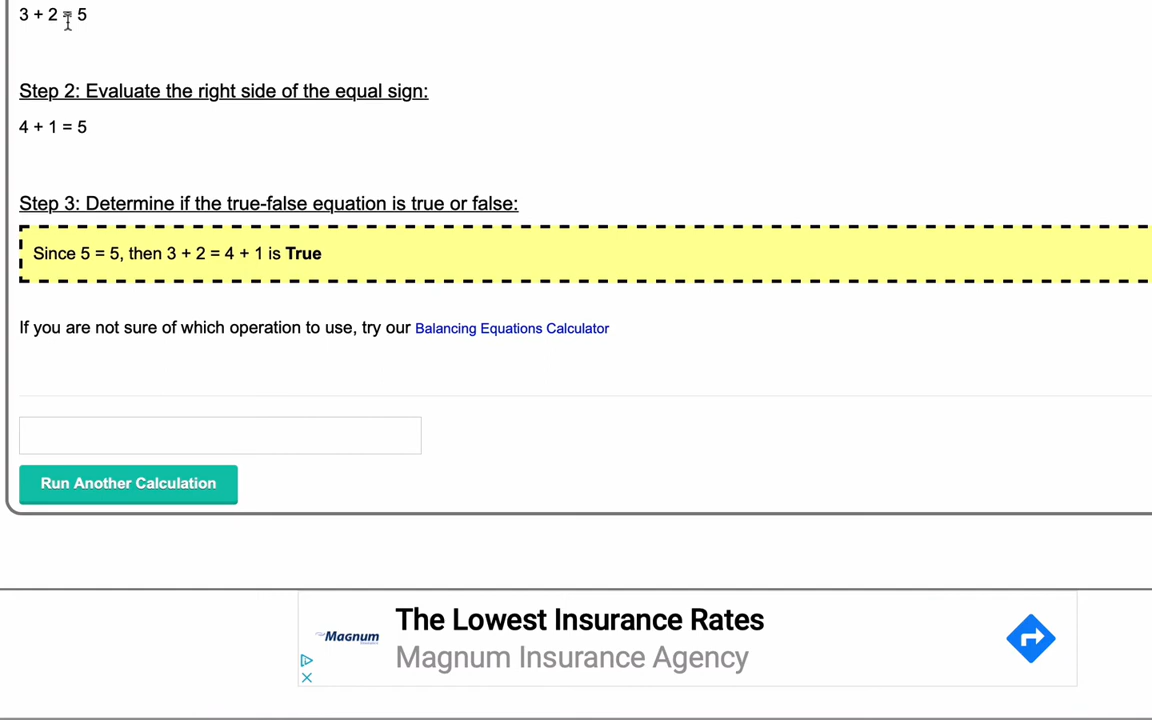 3 + 2 = 5
Step 2: Evaluate the right side of the equal sign:
4 + 1 = 5
Step 3: Determine if the true-false equation is true or false:
Since 5 = 5, then 3 + 2 = 4 + 1 is True
If you are not sure of which operation to use, try our Balancing Equations Calculator
Run Another Calculation
The Lowest Insurance Rates
Magnum
Magnum Insurance Agency